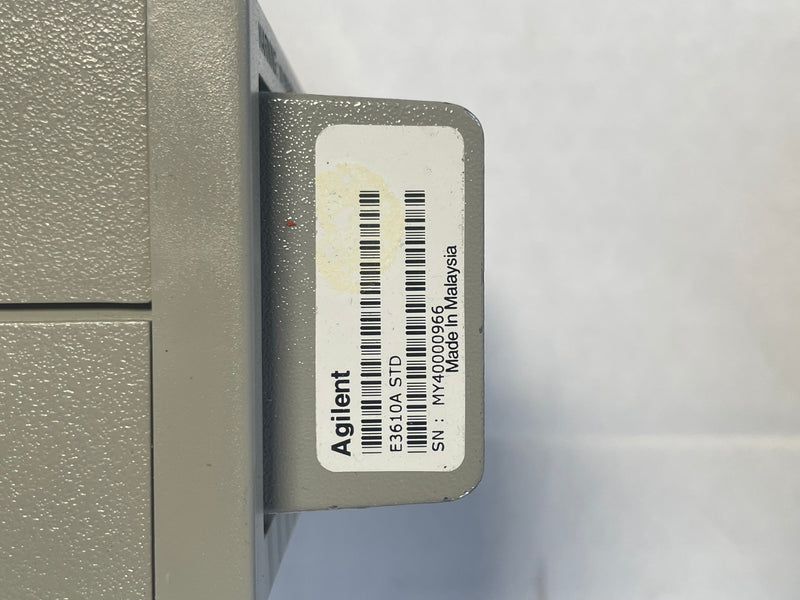 Agilent
E3610A STD
SN : MY40000966
Made In Malaysia